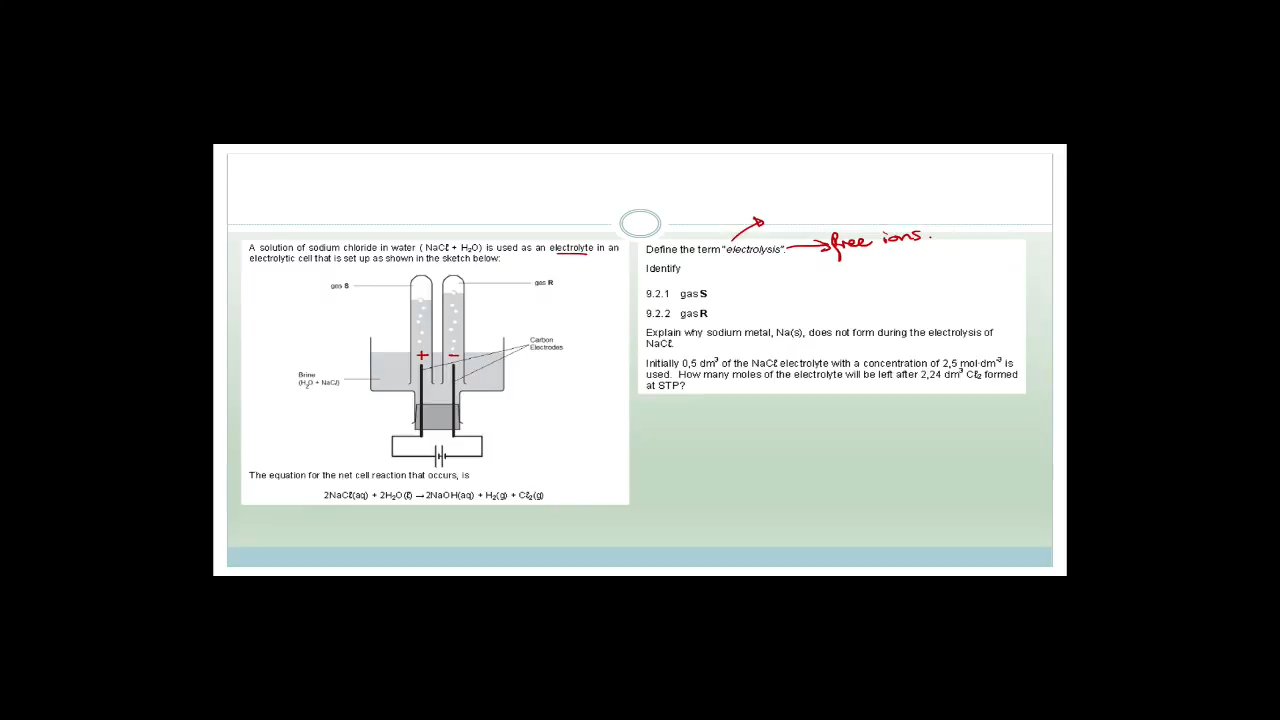 A solution of sodium chloride in water ( NaCℓ + H₂O) is used as an electrolyte in an
electrolytic cell that is set up as shown in the sketch below:
gas S
gas R
+ −
Carbon
Electrodes
Brine
(H₂O + NaCℓ)
The equation for the net cell reaction that occurs, is
2NaCℓ(aq) + 2H₂O(ℓ) →2NaOH(aq) + H₂(g) + Cℓ₂(g)
Define the term "electrolysis". free ions.
Identify
9.2.1 gas S
9.2.2 gas R
Explain why sodium metal, Na(s), does not form during the electrolysis of
NaCℓ.
Initially 0,5 dm³ of the NaCℓ electrolyte with a concentration of 2,5 mol·dm⁻³ is
used. How many moles of the electrolyte will be left after 2,24 dm³ Cℓ₂ formed
at STP?